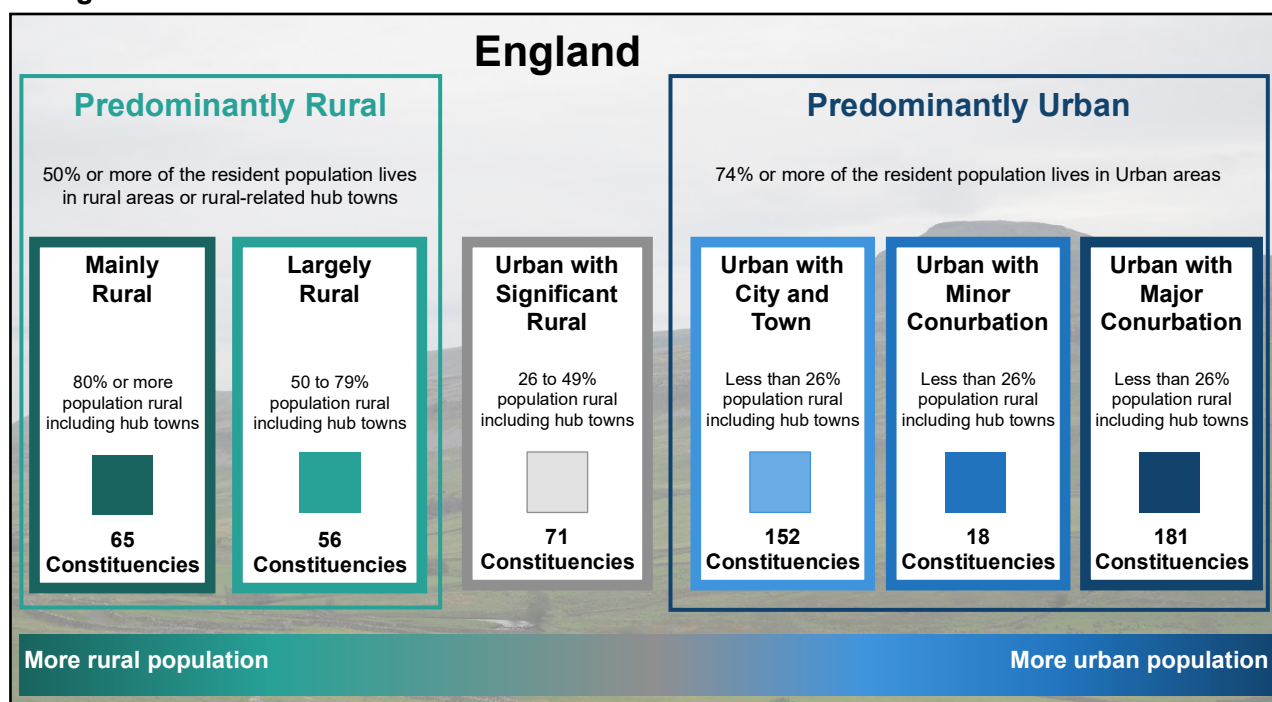 England
Predominantly Rural
50% or more of the resident population lives
in rural areas or rural-related hub towns
Mainly
Rural
80% or more
population rural
including hub towns
65
Constituencies
Largely
Rural
50 to 79%
population rural
including hub towns
56
Constituencies
Urban with
Significant
Rural
26 to 49%
population rural
including hub towns
71
Constituencies
Predominantly Urban
74% or more of the resident population lives in Urban areas
Urban with
City and
Town
Less than 26%
population rural
including hub towns
152
Constituencies
Urban with
Minor
Conurbation
Less than 26%
population rural
including hub towns
18
Constituencies
Urban with
Major
Conurbation
Less than 26%
population rural
including hub towns
181
Constituencies
More rural population
More urban population